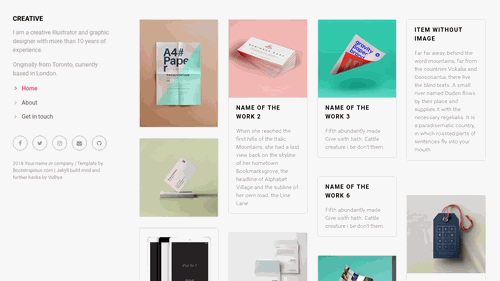 CREATIVE
I am a creative illustrator and graphic
designer with more than 10 years of
experience.
Originally from Toronto, currently
based in London.
Home
About
Get in touch
2018 Your name or company | Template by
Bootstrapious.com | Jekyll build mod and
further hacks by Yidhya
A4#
Pape
r
NAME OF THE
WORK 2
When she reached the
first hills of the Italic
Mountains, she had a last
view back on the skyline
of her hometown
Bookmarksgrove, the
headline of Alphabet
Village and the subline of
her own road, the Line
Lane.
gravity
paper
NAME OF THE
WORK 3
Fifth abundantly made
Give sixth hath. Cattle
creature i be don't them.
NAME OF THE
WORK 6
Fifth abundantly made
Give sixth hath. Cattle
creature i be don't them.
ITEM WITHOUT
IMAGE
Far far away, behind the
word mountains, far from
the countries Vokalia and
Consonantia, there live
the blind texts. A small
river named Duden flows
by their place and
supplies it with the
necessary regelialia. It is
a paradisematic country,
in which roasted parts of
sentences fly into your
mouth.